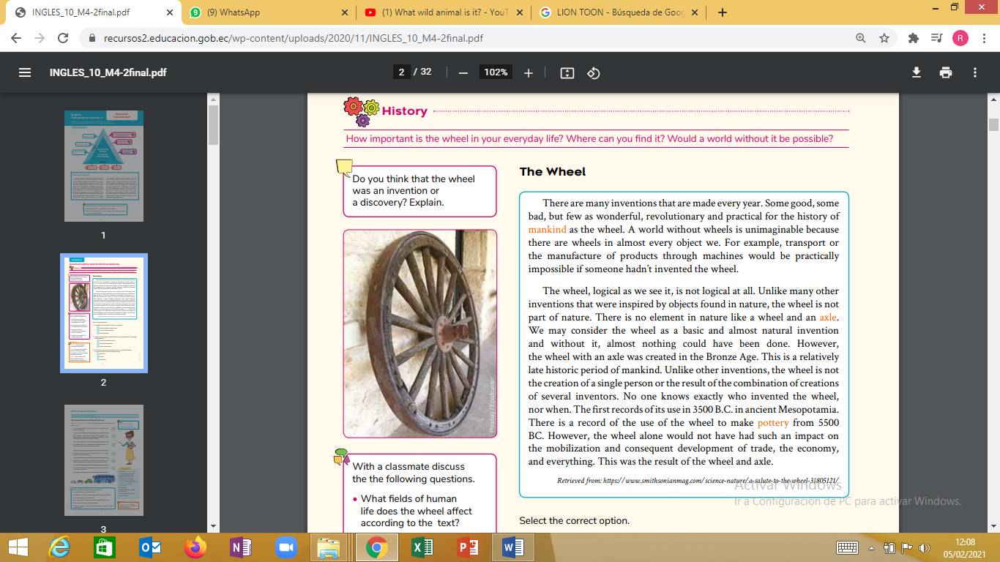 INGLES_10_M4-2final.pdf
(9) WhatsApp
(1) What wild animal is it? - YouT
LION TOON - Búsqueda de Goog
recursos2.educacion.gob.ec/wp-content/uploads/2020/11/INGLES_10_M4-2final.pdf
R
INGLES_10_M4-2final.pdf
2 / 32
102%
1
2
3
History
How important is the wheel in your everyday life? Where can you find it? Would a world without it be possible?
Do you think that the wheel
was an invention or
a discovery? Explain.
Pixabay / Epodcaster
With a classmate discuss
the the following questions.
• What fields of human
life does the wheel affect
according to the text?
The Wheel
There are many inventions that are made every year. Some good, some
bad, but few as wonderful, revolutionary and practical for the history of
mankind as the wheel. A world without wheels is unimaginable because
there are wheels in almost every object we. For example, transport or
the manufacture of products through machines would be practically
impossible if someone hadn't invented the wheel.
The wheel, logical as we see it, is not logical at all. Unlike many other
inventions that were inspired by objects found in nature, the wheel is not
part of nature. There is no element in nature like a wheel and an axle.
We may consider the wheel as a basic and almost natural invention
and without it, almost nothing could have been done. However,
the wheel with an axle was created in the Bronze Age. This is a relatively
late historic period of mankind. Unlike other inventions, the wheel is not
the creation of a single person or the result of the combination of creations
of several inventors. No one knows exactly who invented the wheel,
nor when. The first records of its use in 3500 B.C. in ancient Mesopotamia.
There is a record of the use of the wheel to make pottery from 5500
BC. However, the wheel alone would not have had such an impact on
the mobilization and consequent development of trade, the economy,
and everything. This was the result of the wheel and axle.
Retrieved from: https://www.smithsonianmag.com/science-nature/a-salute-to-the-wheel-31805121/
Select the correct option.
Activar Windows
Ir a Configuración de PC para activar Windows.
12:08
05/02/2021